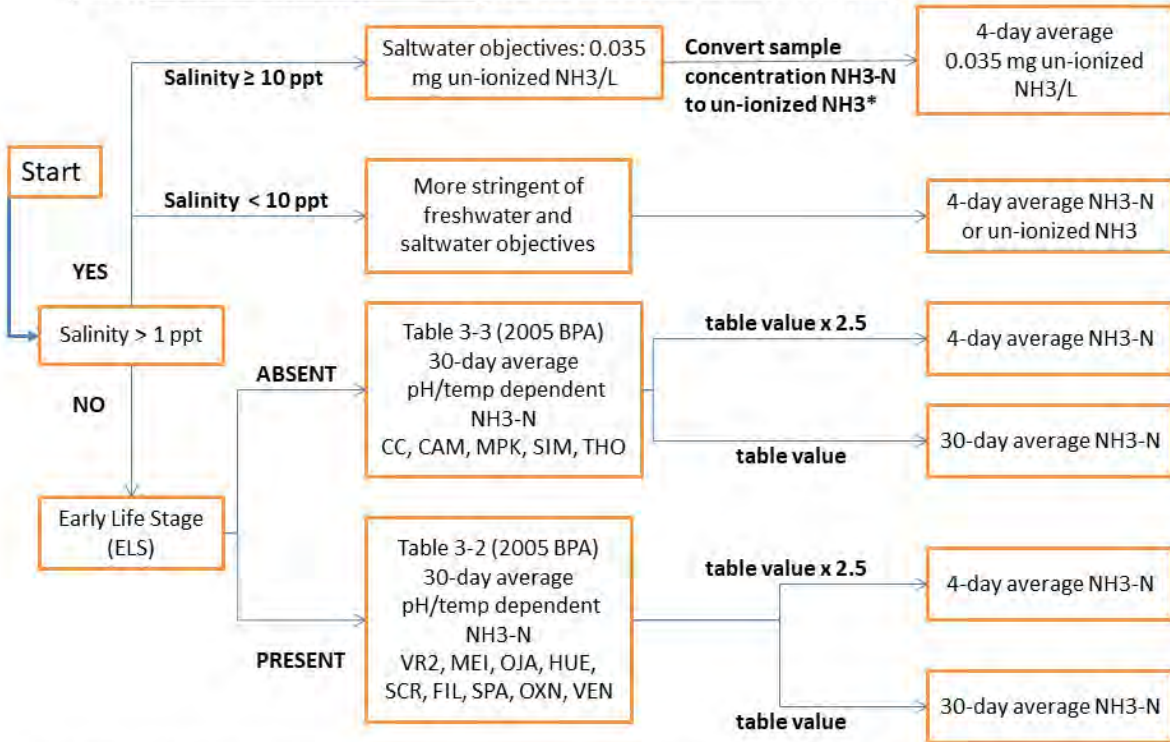 Start
Salinity > 1 ppt
YES
NO
Salinity ≥ 10 ppt
Saltwater objectives: 0.035
mg un-ionized NH3/L
Convert sample
concentration NH3-N
to un-ionized NH3*
4-day average
0.035 mg un-ionized
NH3/L
Salinity < 10 ppt
More stringent of
freshwater and
saltwater objectives
4-day average NH3-N
or un-ionized NH3
Early Life Stage
(ELS)
ABSENT
Table 3-3 (2005 BPA)
30-day average
pH/temp dependent
NH3-N
CC, CAM, MPK, SIM, THO
table value x 2.5
4-day average NH3-N
table value
30-day average NH3-N
PRESENT
Table 3-2 (2005 BPA)
30-day average
pH/temp dependent
NH3-N
VR2, MEI, OJA, HUE,
SCR, FIL, SPA, OXN, VEN
table value x 2.5
4-day average NH3-N
table value
30-day average NH3-N